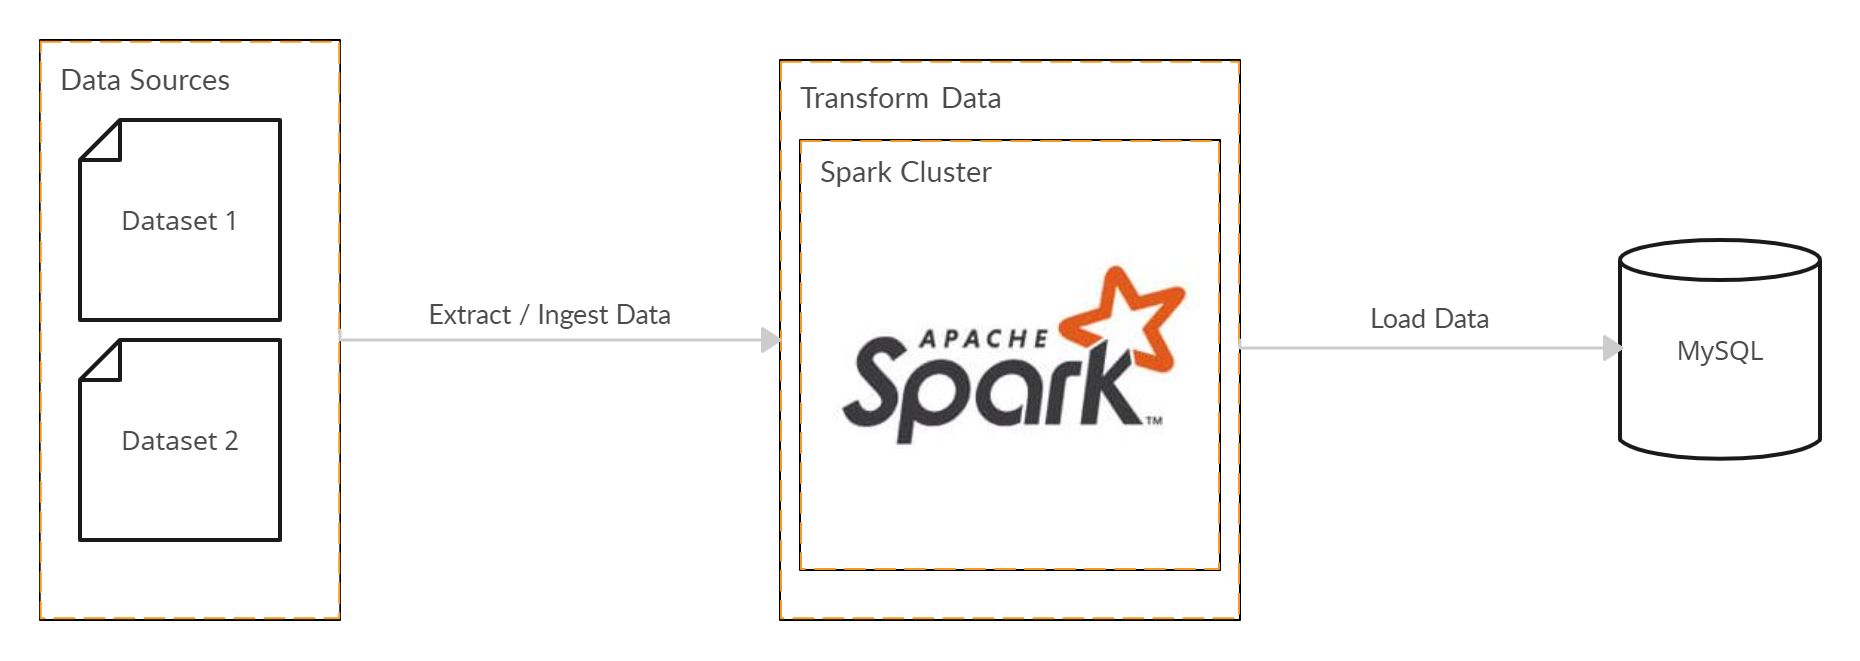 Data Sources
Dataset 1
Dataset 2
Extract / Ingest Data
Transform Data
Spark Cluster
APACHE
Spark™
Load Data
MySQL